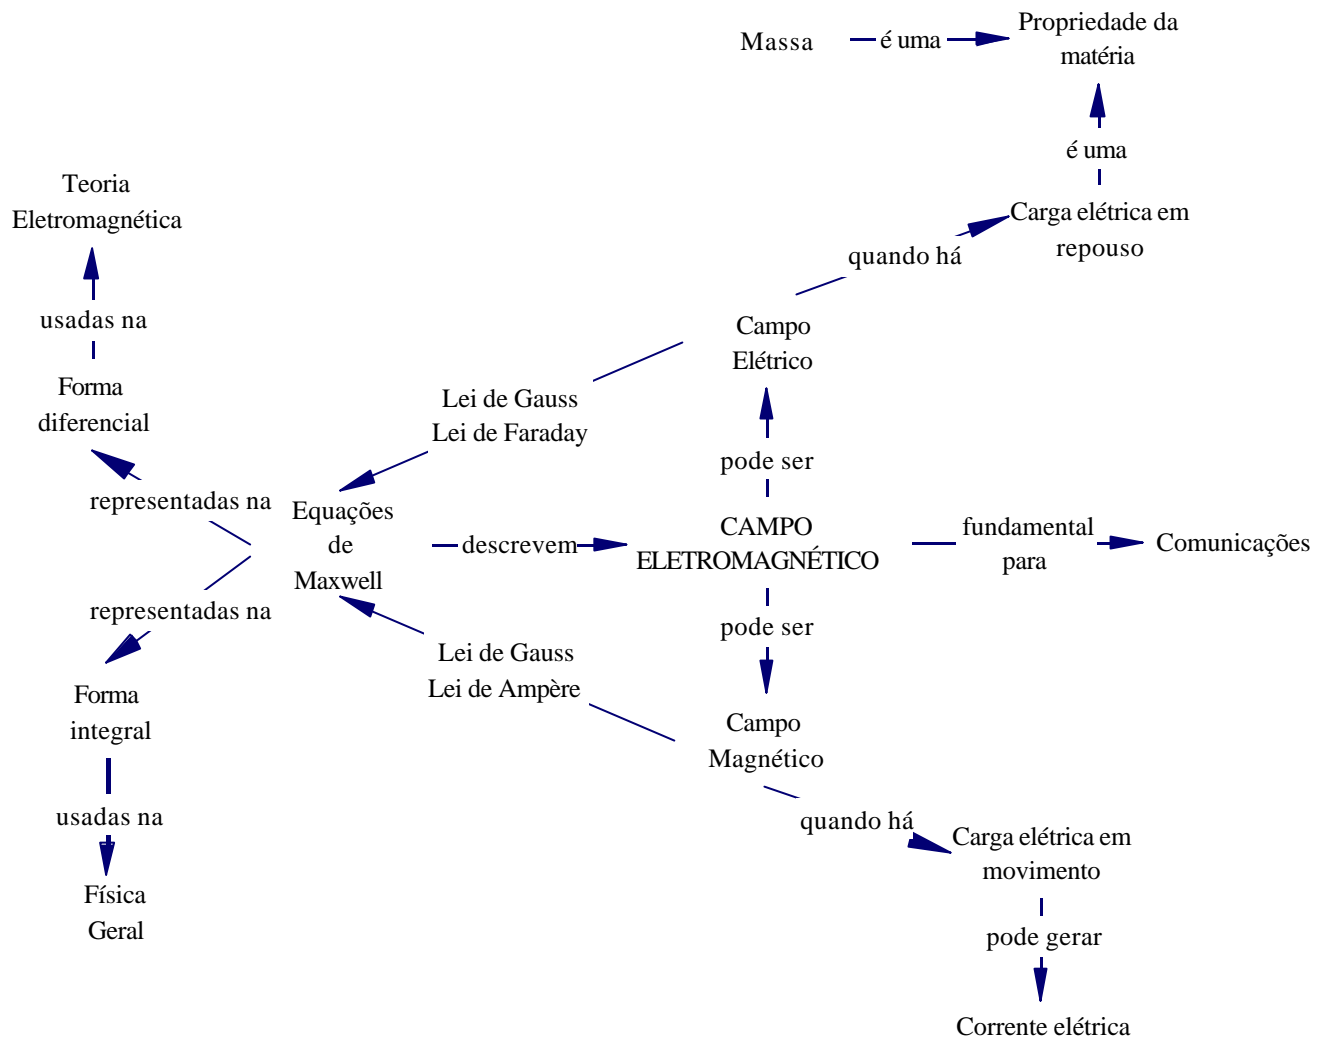 Massa
é uma
Propriedade da
matéria
é uma
Teoria
Eletromagnética
Carga elétrica em
repouso
quando há
usadas na
Campo
Elétrico
Forma
diferencial
Lei de Gauss
Lei de Faraday
pode ser
representadas na
Equações
de
Maxwell
descrevem
CAMPO
ELETROMAGNÉTICO
fundamental
para
Comunicações
representadas na
pode ser
Lei de Gauss
Lei de Ampère
Forma
integral
Campo
Magnético
usadas na
quando há
Carga elétrica em
movimento
Física
Geral
pode gerar
Corrente elétrica